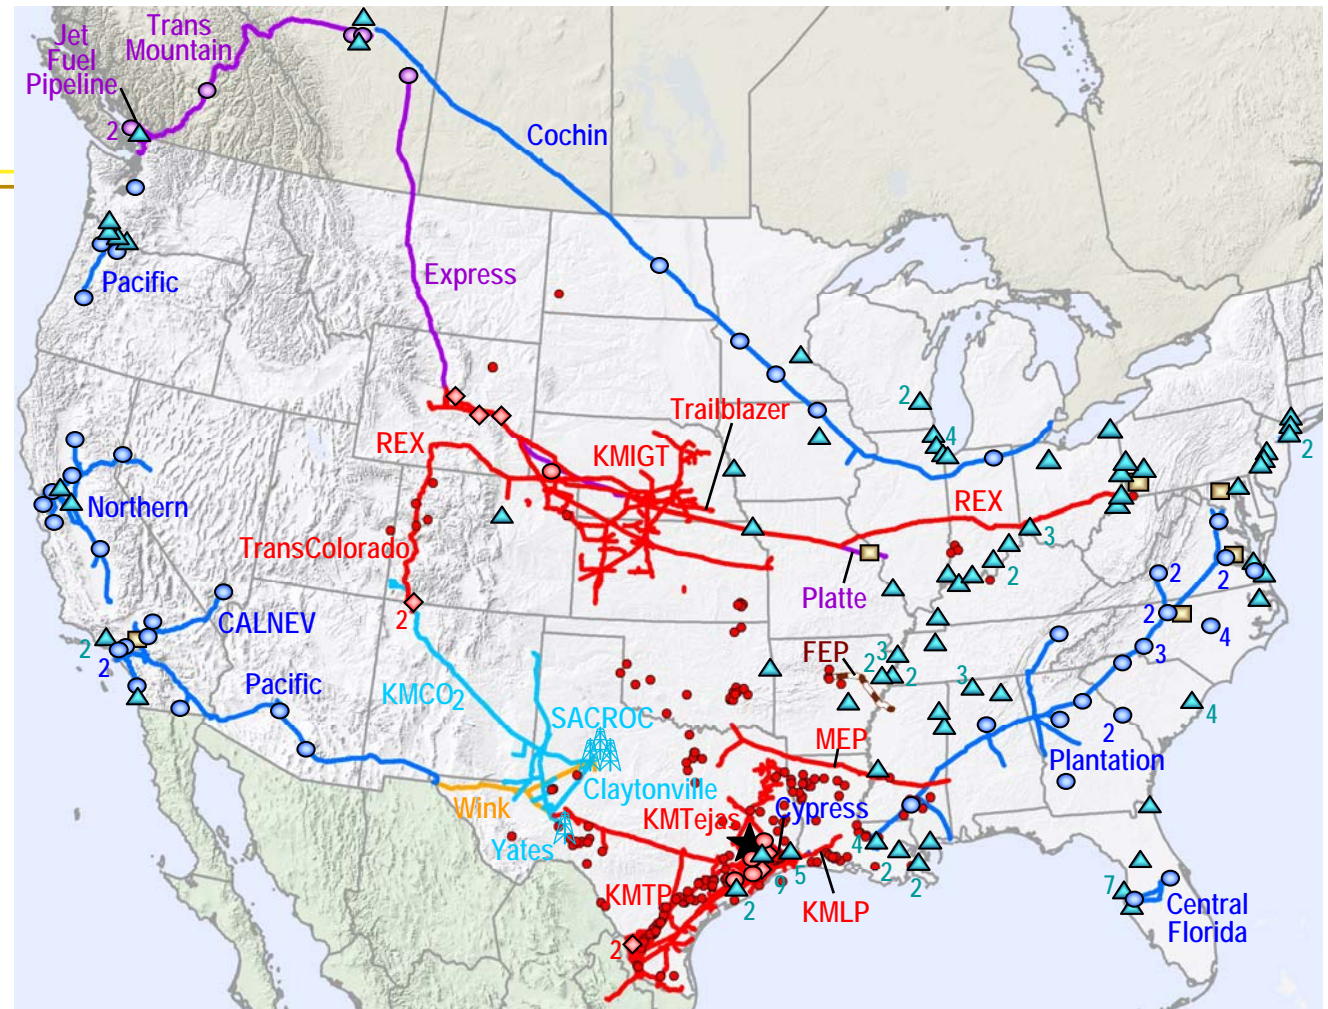 Trans
Mountain
Jet
Fuel
Pipeline
2
Cochin
Pacific
Express
2
4
Trailblazer
REX
KMIGT
2
Northern
REX
TransColorado
3
2
Platte
2
2
2
CALNEV
2
2
4
2
3
FEP
3
2
2
3
Pacific
KMCO2
SACROC
MEP
2
4
Plantation
Claytonville
Wink
Cypress
KMTejas
Yates
4
2
2
5
9
2
KMTP
KMLP
7
Central
Florida
2